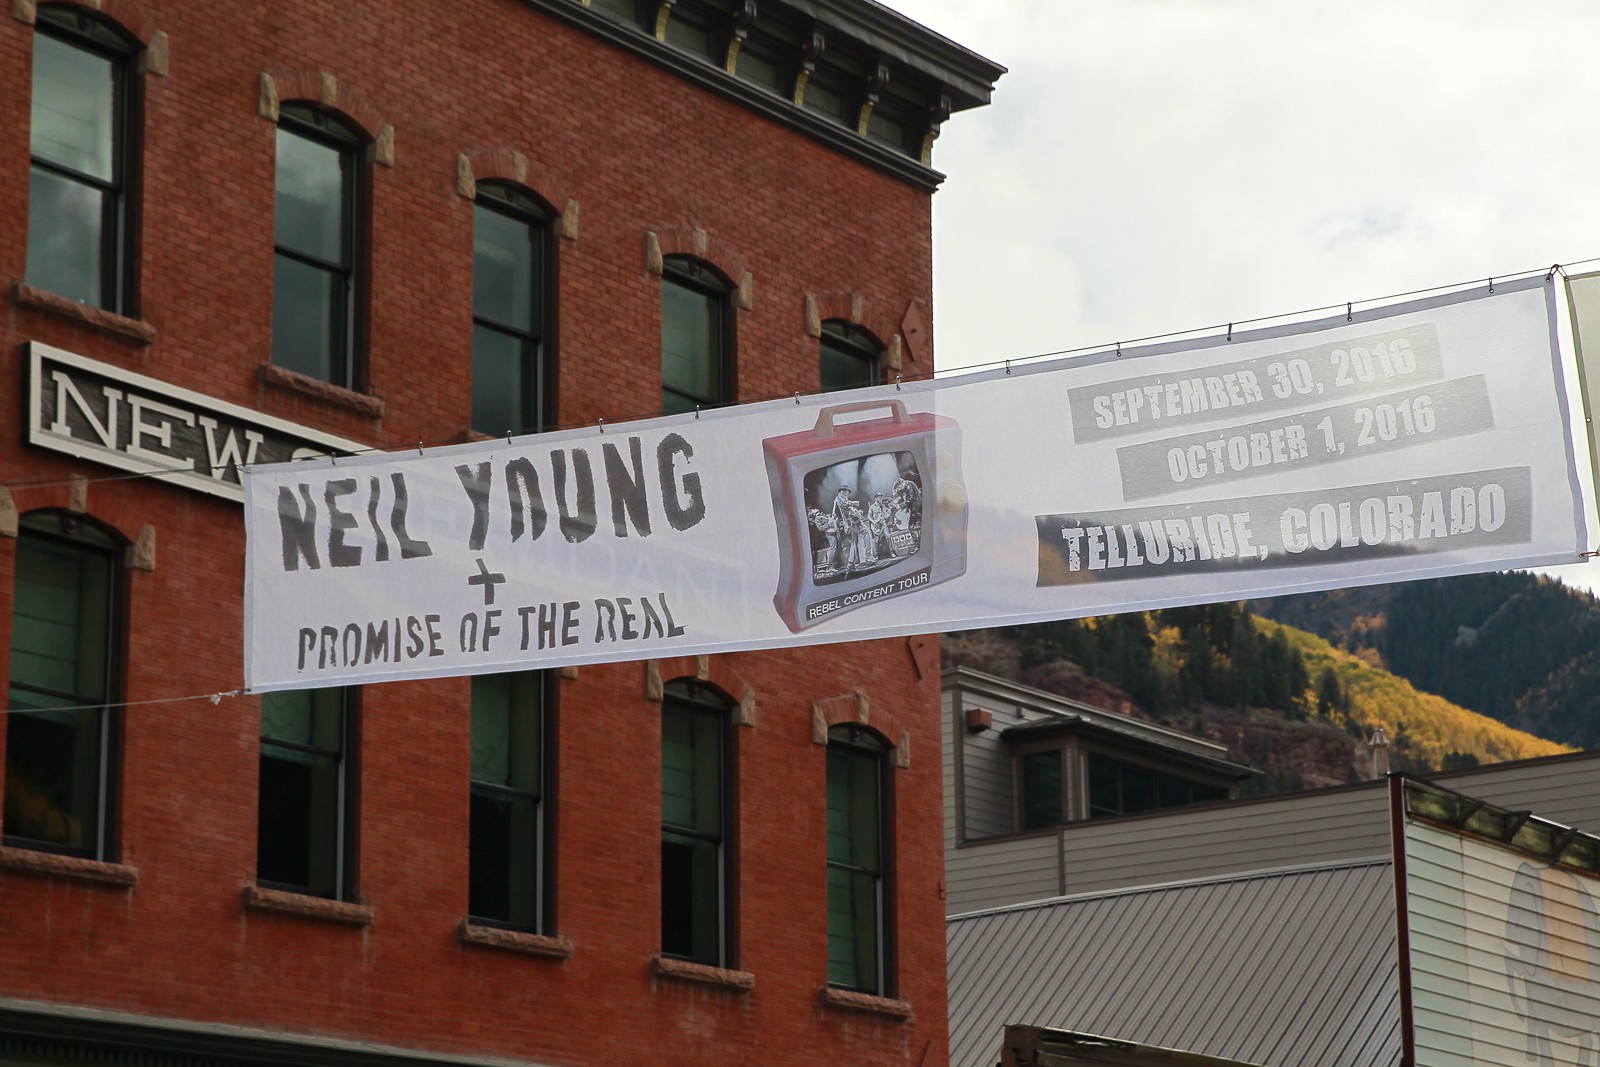 NEW
NEIL YOUNG
+
PROMISE OF THE REAL
REBEL CONTENT TOUR
SEPTEMBER 30, 2016
OCTOBER 1, 2016
TELLURIDE, COLORADO